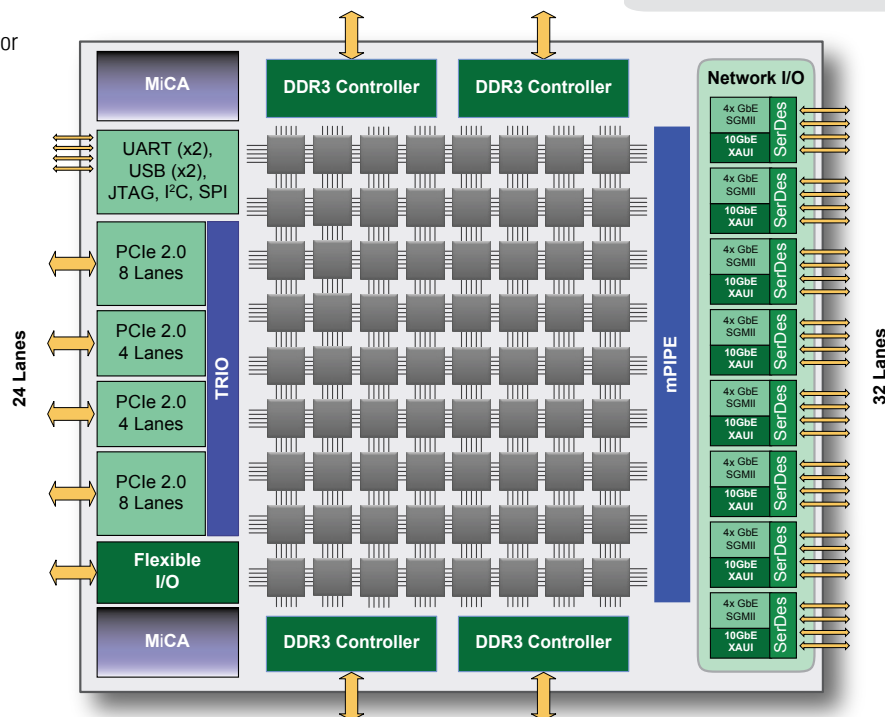 or
MiCA
DDR3 Controller
DDR3 Controller
Network I/O
UART (x2),
USB (x2),
JTAG, I²C, SPI
PCIe 2.0
8 Lanes
PCIe 2.0
4 Lanes
PCIe 2.0
4 Lanes
PCIe 2.0
8 Lanes
TRIO
24 Lanes
Flexible
I/O
MiCA
DDR3 Controller
DDR3 Controller
mPIPE
4x GbE
SGMII
10GbE
XAUI
SerDes
4x GbE
SGMII
10GbE
XAUI
SerDes
4x GbE
SGMII
10GbE
XAUI
SerDes
4x GbE
SGMII
10GbE
XAUI
SerDes
4x GbE
SGMII
10GbE
XAUI
SerDes
4x GbE
SGMII
10GbE
XAUI
SerDes
4x GbE
SGMII
10GbE
XAUI
SerDes
4x GbE
SGMII
10GbE
XAUI
SerDes
32 Lanes